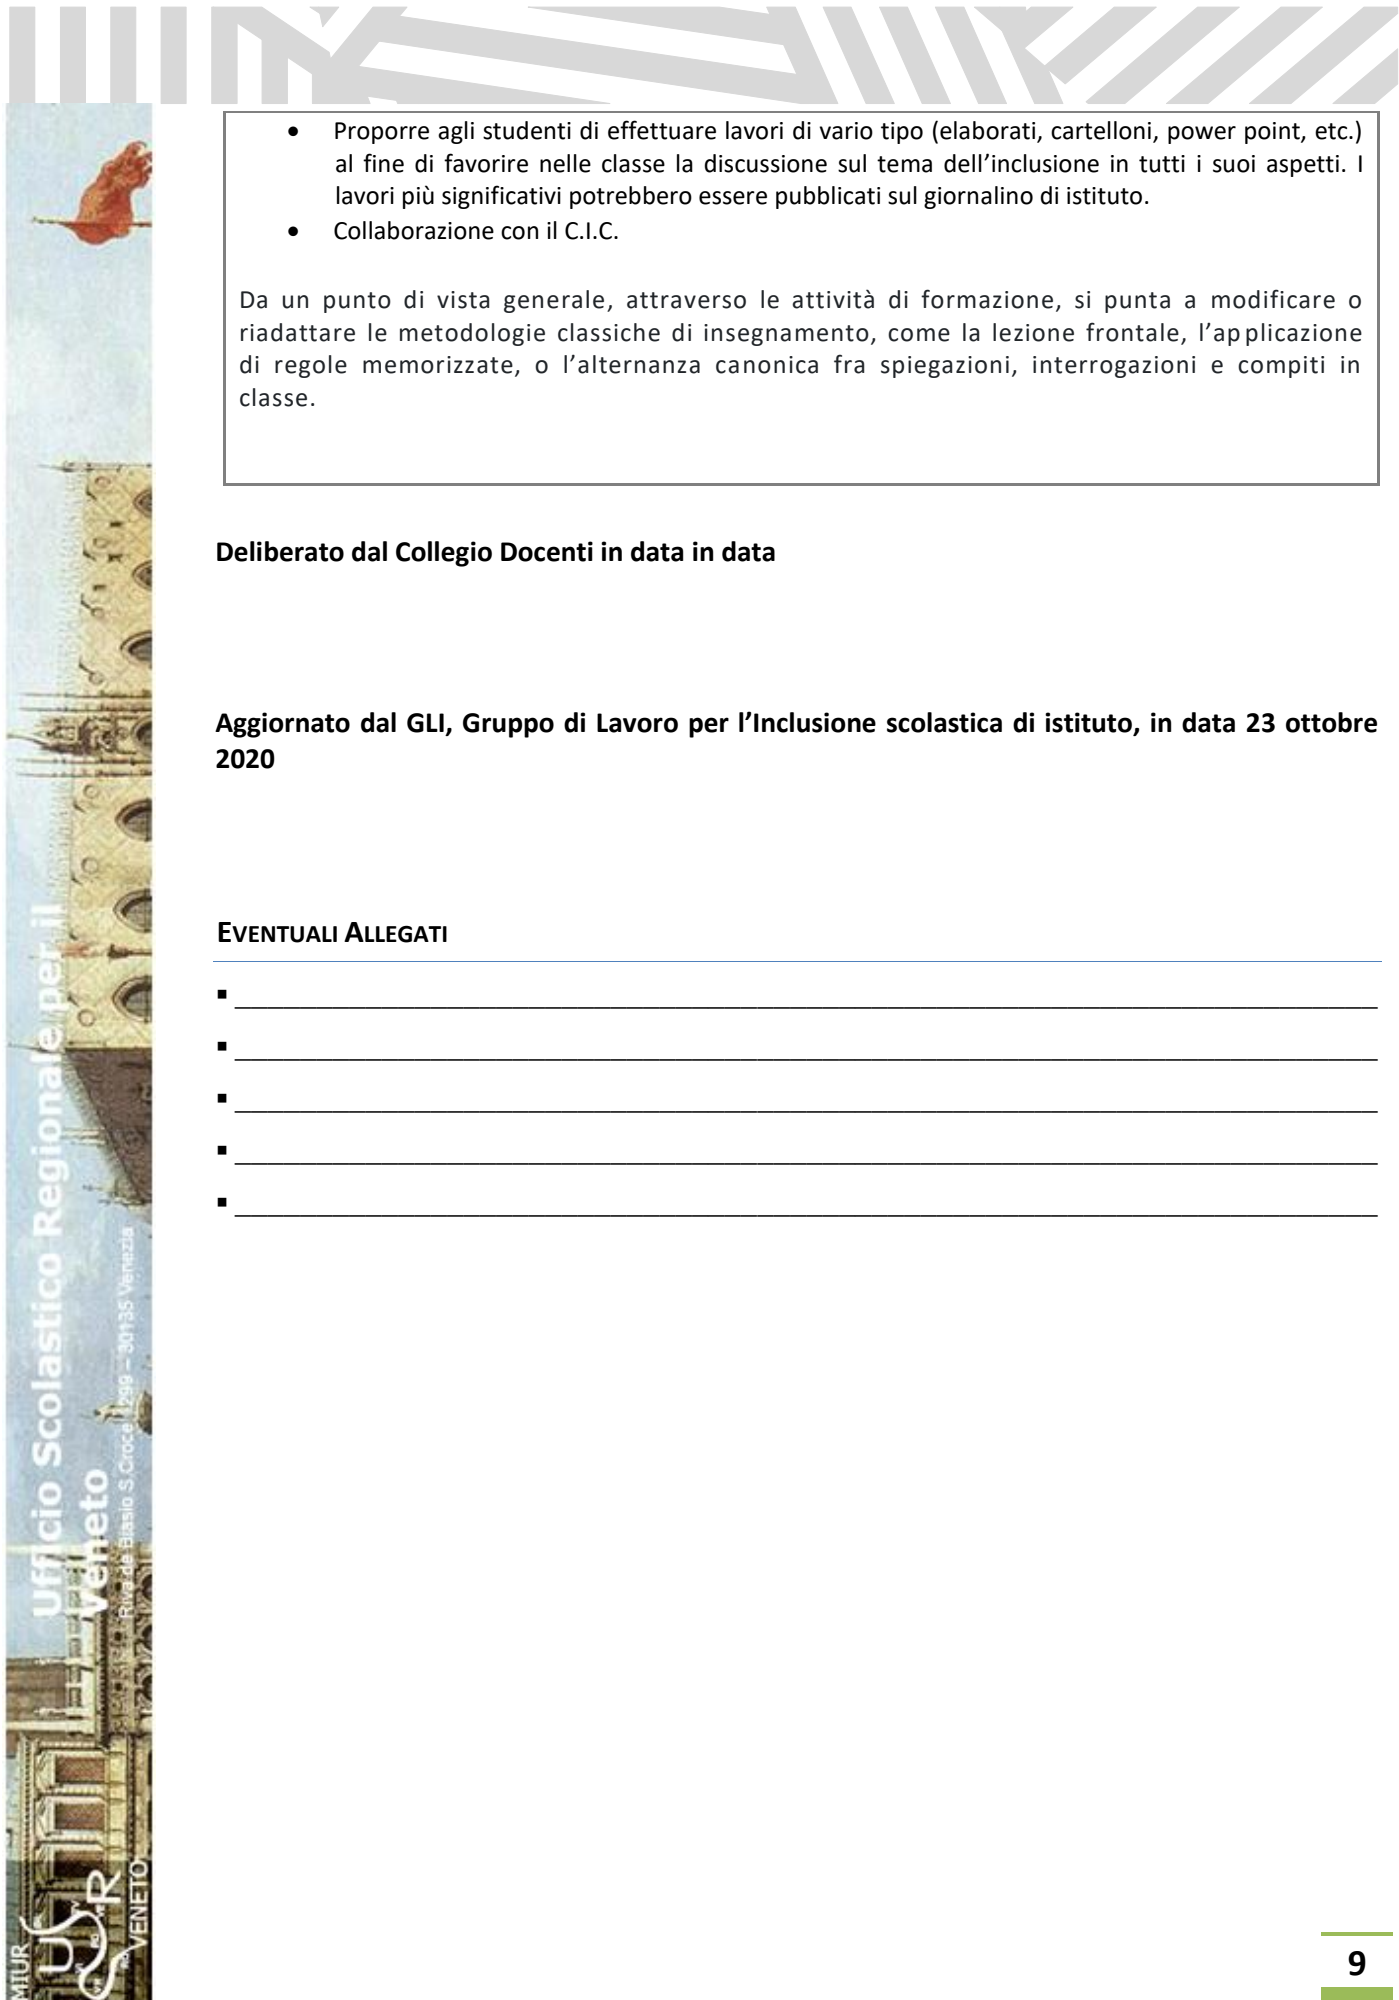 • Proporre agli studenti di effettuare lavori di vario tipo (elaborati, cartelloni, power point, etc.)
al fine di favorire nelle classe la discussione sul tema dell’inclusione in tutti i suoi aspetti. I
lavori più significativi potrebbero essere pubblicati sul giornalino di istituto.
• Collaborazione con il C.I.C.
Da un punto di vista generale, attraverso le attività di formazione, si punta a modificare o
riadattare le metodologie classiche di insegnamento, come la lezione frontale, l’applicazione
di regole memorizzate, o l’alternanza canonica fra spiegazioni, interrogazioni e compiti in
classe.
Deliberato dal Collegio Docenti in data in data
Aggiornato dal GLI, Gruppo di Lavoro per l’Inclusione scolastica di istituto, in data 23 ottobre
2020
EVENTUALI ALLEGATI
Ufficio Scolastico Regionale per il
Veneto
Riva de Biasio S.Croce 1299 – 30135 Venezia
MIUR
USR
VENETO
9